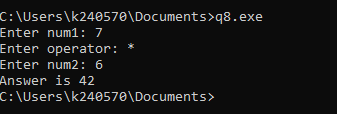 C:\Users\k240570\Documents>q8.exe
Enter num1: 7
Enter operator: *
Enter num2: 6
Answer is 42
C:\Users\k240570\Documents>